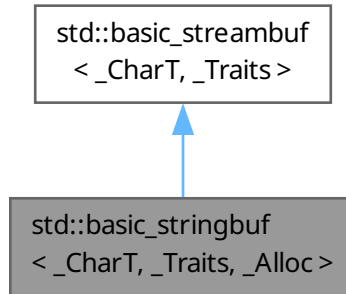 std::basic_streambuf
< _CharT, _Traits >
std::basic_stringbuf
< _CharT, _Traits, _Alloc >